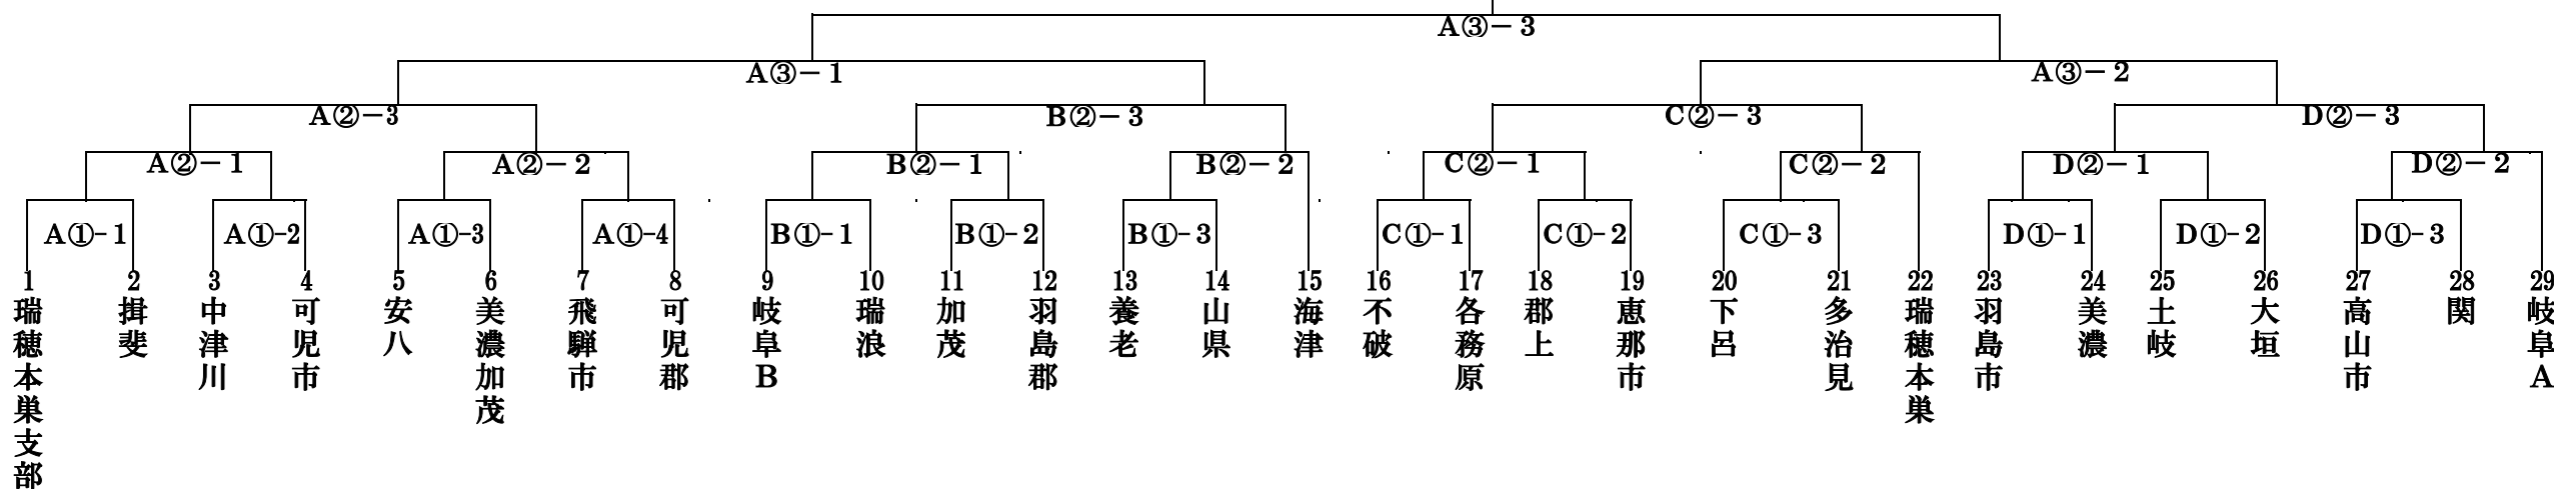 A③－3
A③－1
A③－2
A②－3
B②－3
C②－3
D②－3
A②－1
A②－2
B②－1
B②－2
C②－1
C②－2
D②－1
D②－2
A①-1
A①-2
A①-3
A①-4
B①-1
B①-2
B①-3
C①-1
C①-2
C①-3
D①-1
D①-2
D①-3
1
瑞穂本巣支部
2
揖斐
3
中津川
4
可児市
5
安八
6
美濃加茂
7
飛騨市
8
可児郡
9
岐阜B
10
瑞浪
11
加茂
12
羽島郡
13
養老
14
山県
15
海津
16
不破
17
各務原
18
郡上
19
恵那市
20
下呂
21
多治見
22
瑞穂本巣
23
羽島市
24
美濃
25
土岐
26
大垣
27
高山市
28
関
29
岐阜A